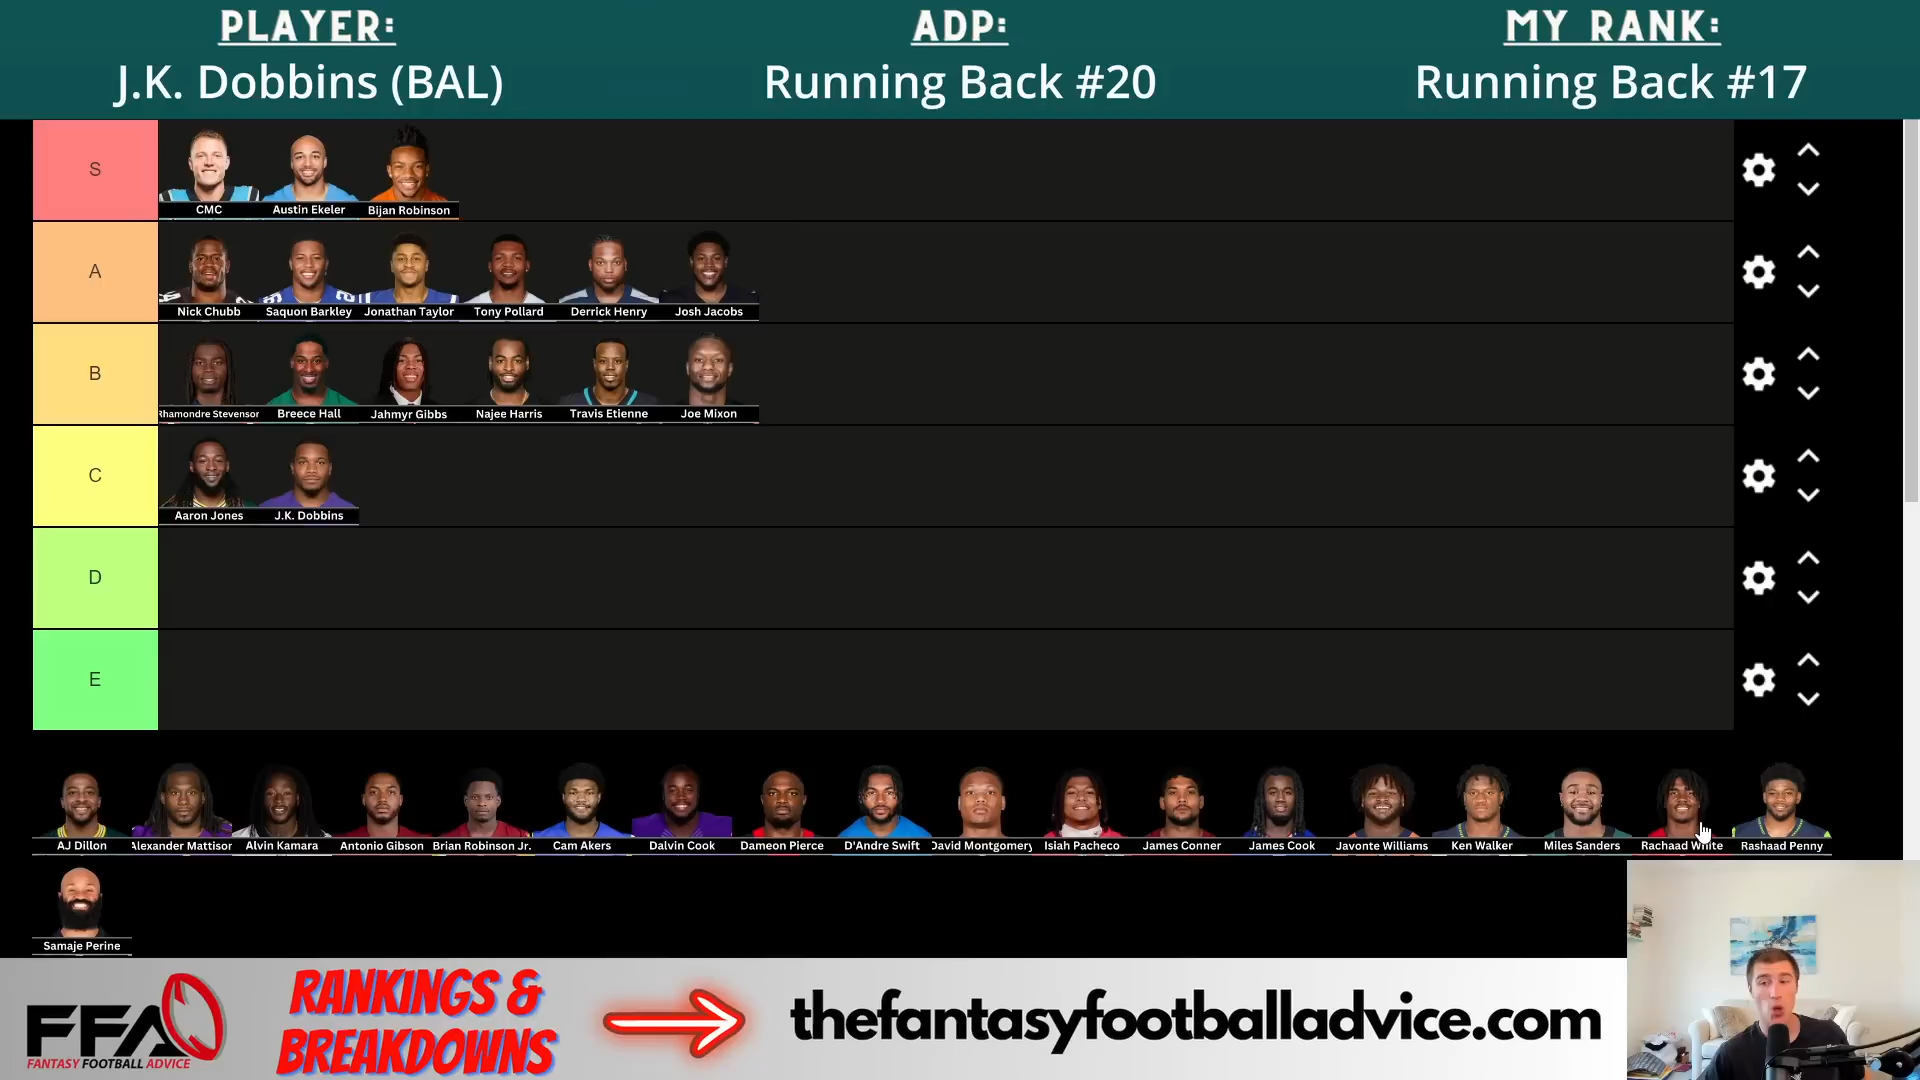 PLAYER:
ADP:
MY RANK:
J.K. Dobbins (BAL)
Running Back #20
Running Back #17
S
CMC
Austin Ekeler
Bijan Robinson
A
Nick Chubb
Saquon Barkley
Jonathan Taylor
Tony Pollard
Derrick Henry
Josh Jacobs
B
Rhamondre Stevenson
Breece Hall
Jahmyr Gibbs
Najee Harris
Travis Etienne
Joe Mixon
C
Aaron Jones
J.K. Dobbins
D
E
AJ Dillon
Alexander Mattison
Alvin Kamara
Antonio Gibson
Brian Robinson Jr.
Cam Akers
Dalvin Cook
Dameon Pierce
D'Andre Swift
David Montgomery
Isiah Pacheco
James Conner
James Cook
Javonte Williams
Ken Walker
Miles Sanders
Rachaad White
Rashaad Penny
Samaje Perine
FFA
FANTASY FOOTBALL ADVICE
RANKINGS &
BREAKDOWNS
thefantasyfootballadvice.com